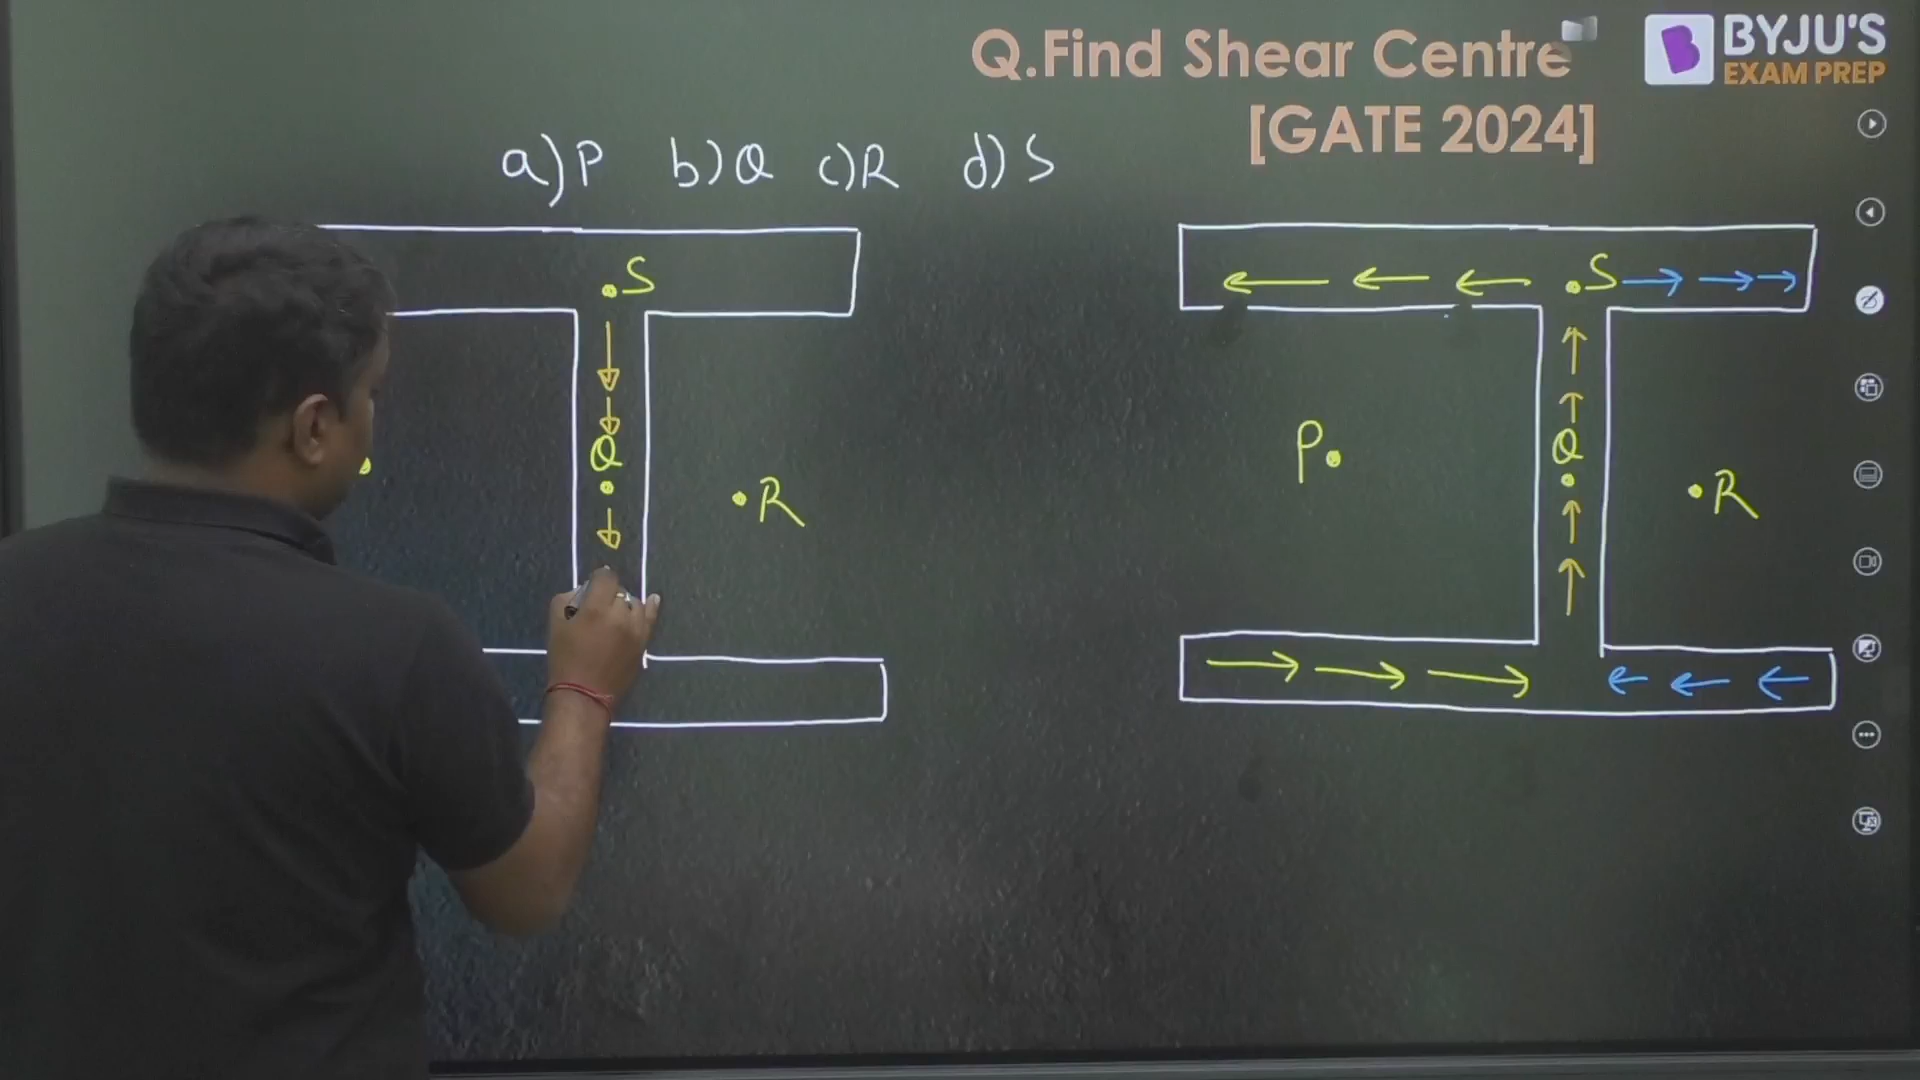 Q.Find Shear Centre
[GATE 2024]
BYJU'S
EXAM PREP
a) P b) Q c) R d) S
S
Q
R
S
P
Q
R